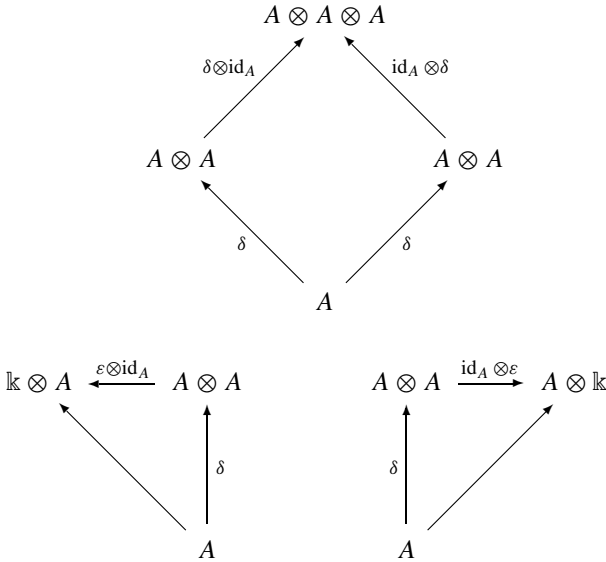 A ⊗ A ⊗ A
δ⊗id_A id_A ⊗δ
A ⊗ A A ⊗ A
δ δ
A
𝕜 ⊗ A ε⊗id_A A ⊗ A A ⊗ A id_A ⊗ε A ⊗ 𝕜
δ δ
A A